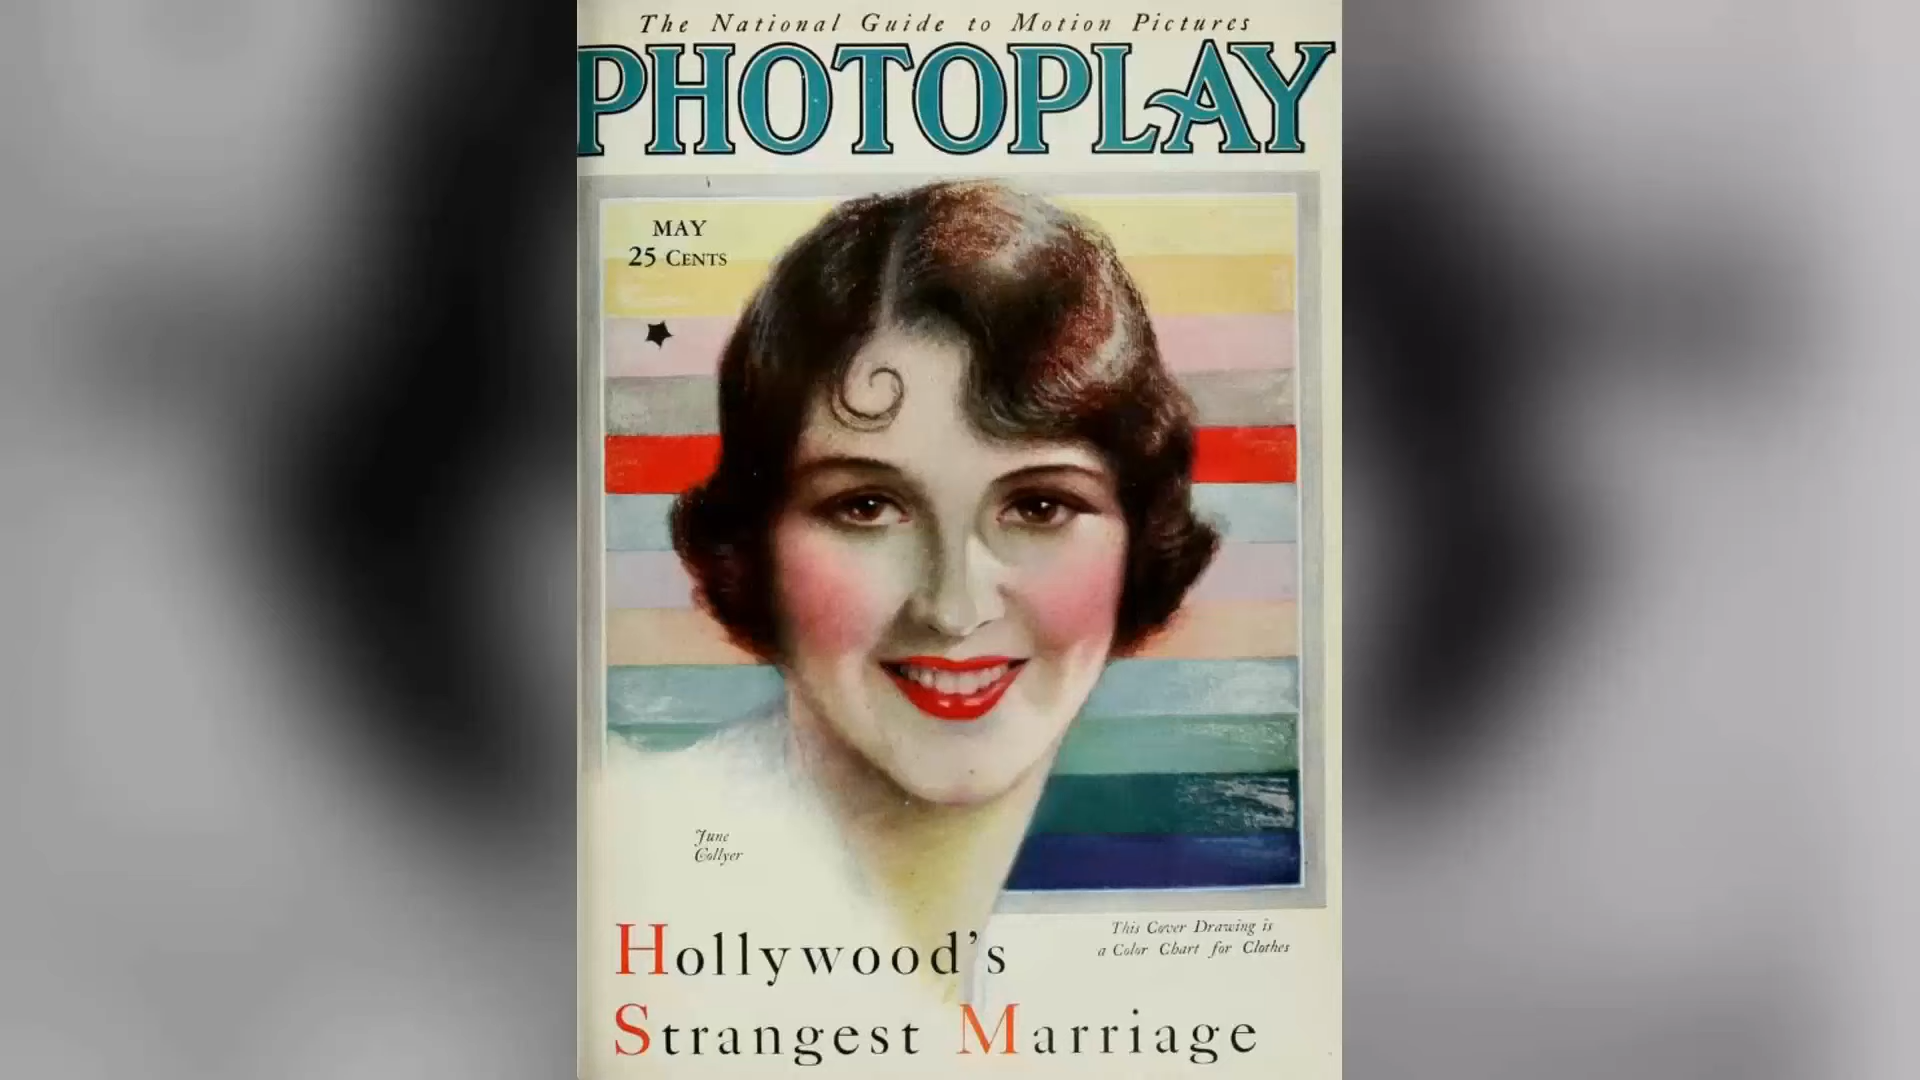 The National Guide to Motion Pictures
PHOTOPLAY
MAY
25 CENTS
June
Collyer
This Cover Drawing is
a Color Chart for Clothes
Hollywood's
Strangest Marriage